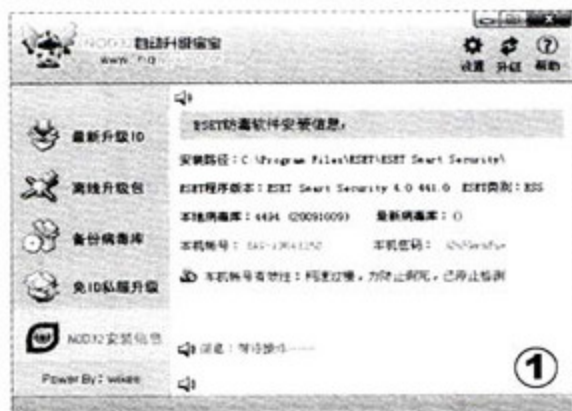 NOD32自动升级宝宝
设置 升级 帮助
ESET防毒软件安装信息:
最新升级ID
安装路径:C:\Program Files\ESET\ESET Smart Security\
离线升级包
ESET程序版本:ESET Smart Security 4.0 441.0 ESET类别:ESS
本地病毒库:4494 (20091009) 最新病毒库:()
备份病毒库
本机帐号: 本机密码:
免ID私服升级
本机帐号有效性:网速过慢,为防止假死,已停止检测
NOD32安装信息
消息:等待操作
Power By:
①